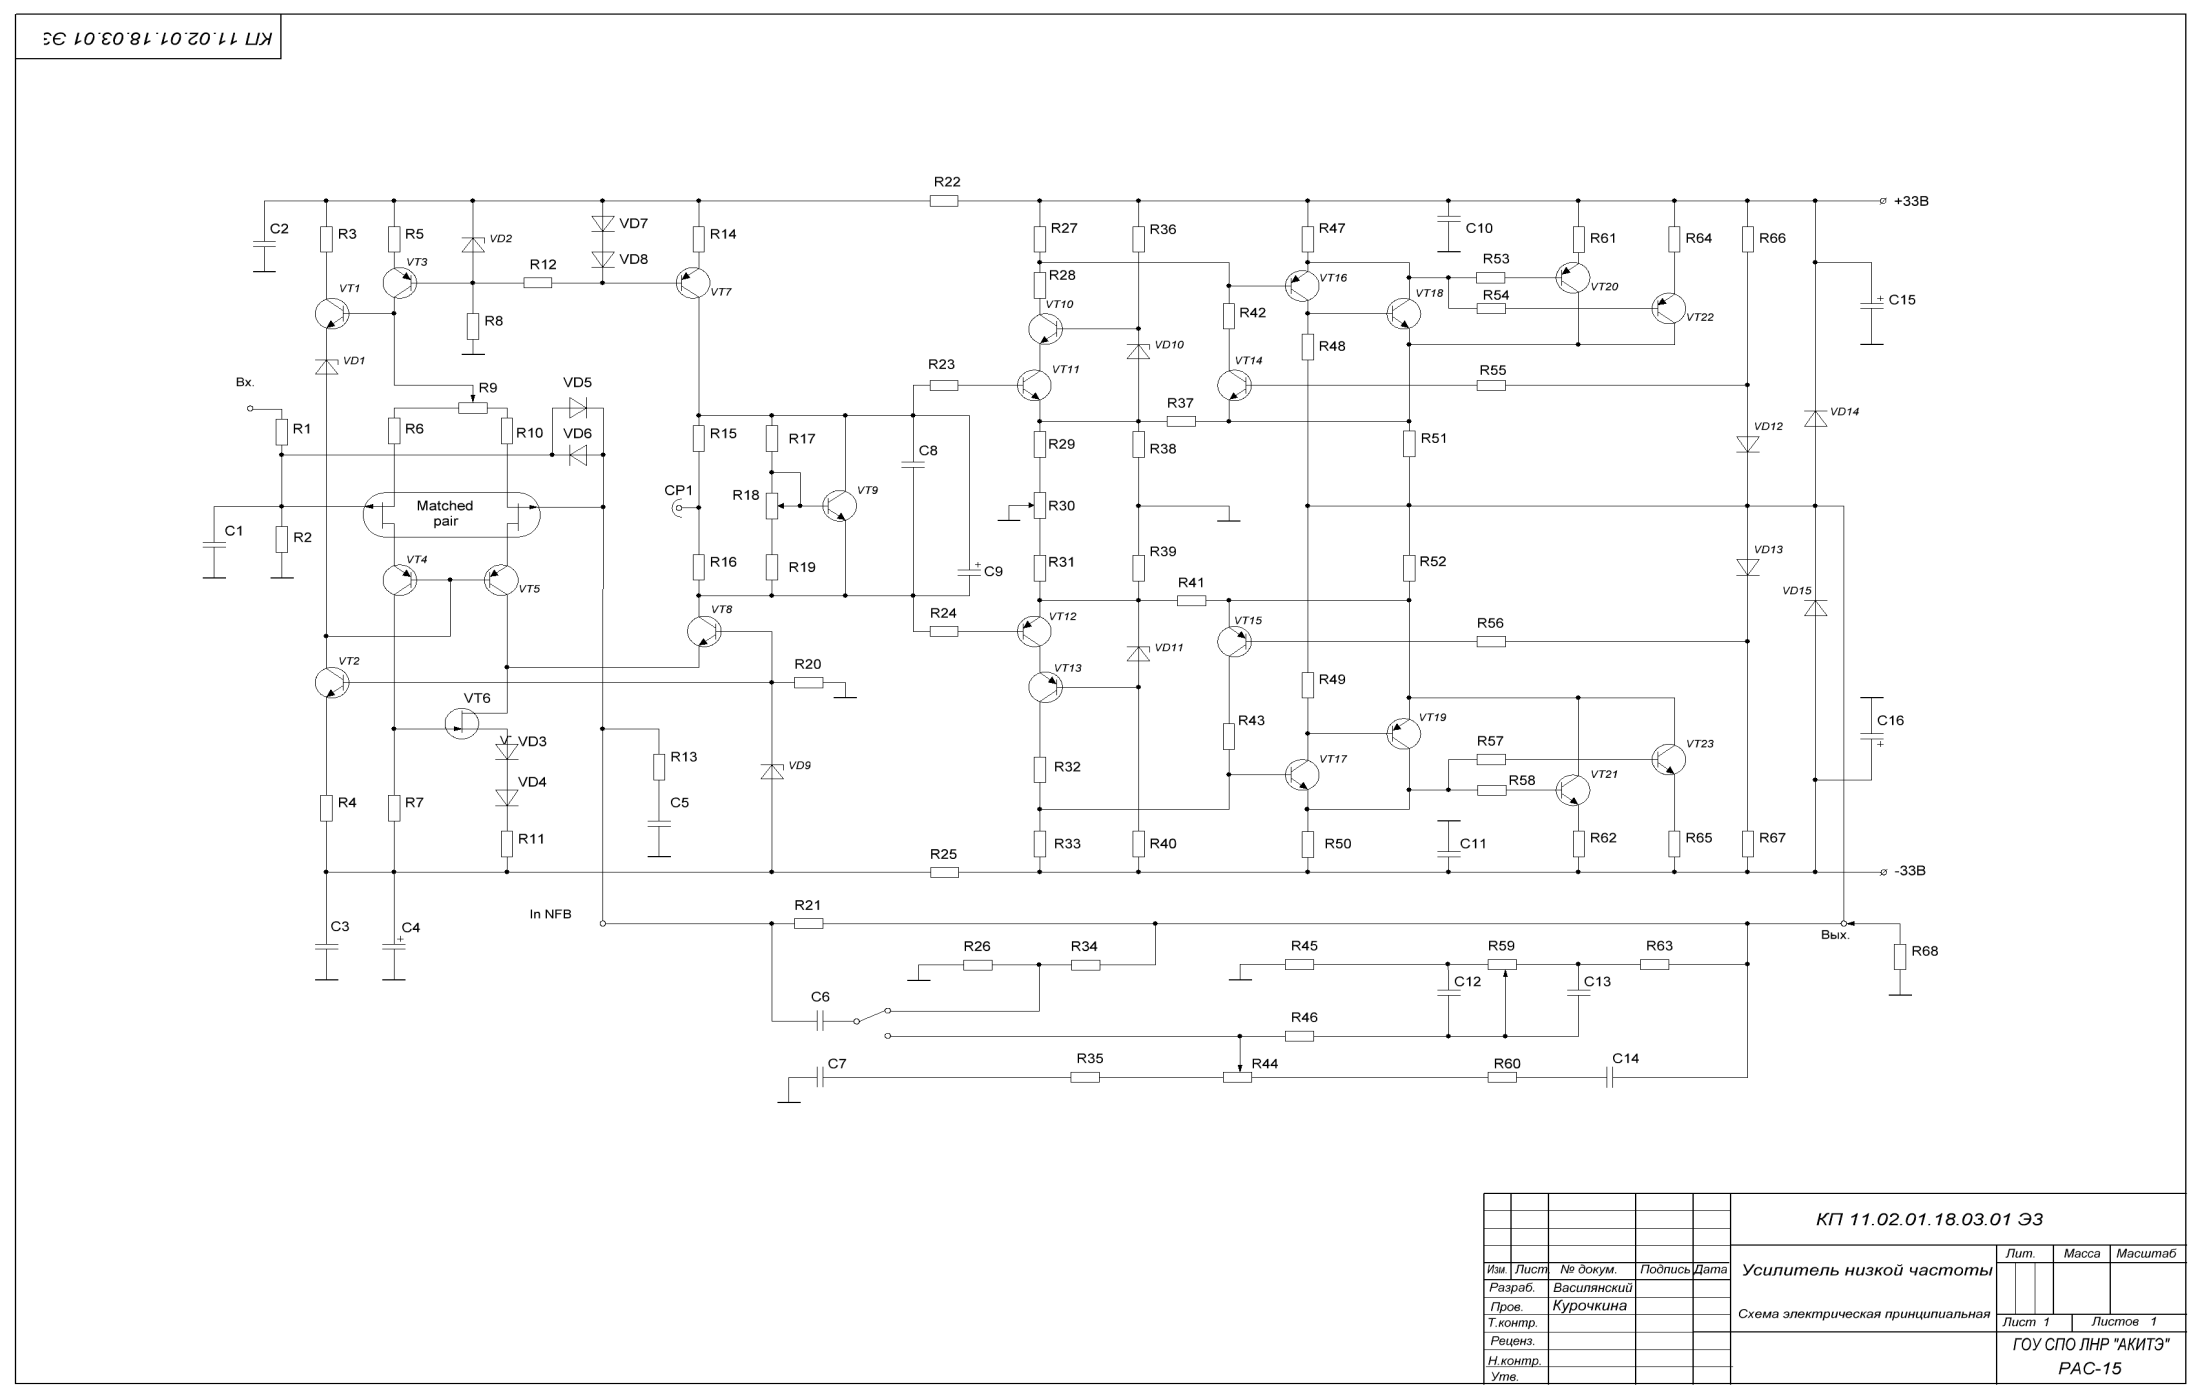 КП 11.02.01.18.03.01 ЭЗ
R22
+33В
C2
R3
R5
VD2
VD7
R14
R27
R36
R47
C10
R61
R64
R66
VD8
VT3
R12
VT7
R28
VT16
R53
VT1
VT10
R42
VT18
R54
VT20
C15
R8
VT22
VD1
VD10
R48
R23
VT11
VT14
R55
Вх.
R9
VD5
R37
VD14
R1
R6
R10
VD6
R15
R17
C8
R29
R38
R51
VD12
CP1
R18
VT9
Matched
pair
R30
C1
R2
R16
R19
C9
R31
R39
R52
VD13
VT4
VT5
R41
VD15
VT8
R24
VT12
VT15
R56
VT2
R20
VT13
VD11
R49
VT6
R43
VT19
C16
VD3
R13
VD9
R32
VT17
R57
VT23
VD4
R58
VT21
R4
R7
C5
R11
R25
R33
R40
R50
C11
R62
R65
R67
-33В
In NFB
R21
C3
C4
Вых.
R26
R34
R45
R59
R63
R68
C12
C13
C6
R46
C7
R35
R44
R60
C14
КП 11.02.01.18.03.01 ЭЗ
Лит. Масса Масштаб
Изм. Лист № докум. Подпись Дата
Усилитель низкой частоты
Разраб. Василянский
Пров. Курочкина
Схема электрическая принципиальная
Т.контр.
Лист 1 Листов 1
Реценз.
ГОУ СПО ЛНР "АКИТЭ"
Н.контр.
РАС-15
Утв.